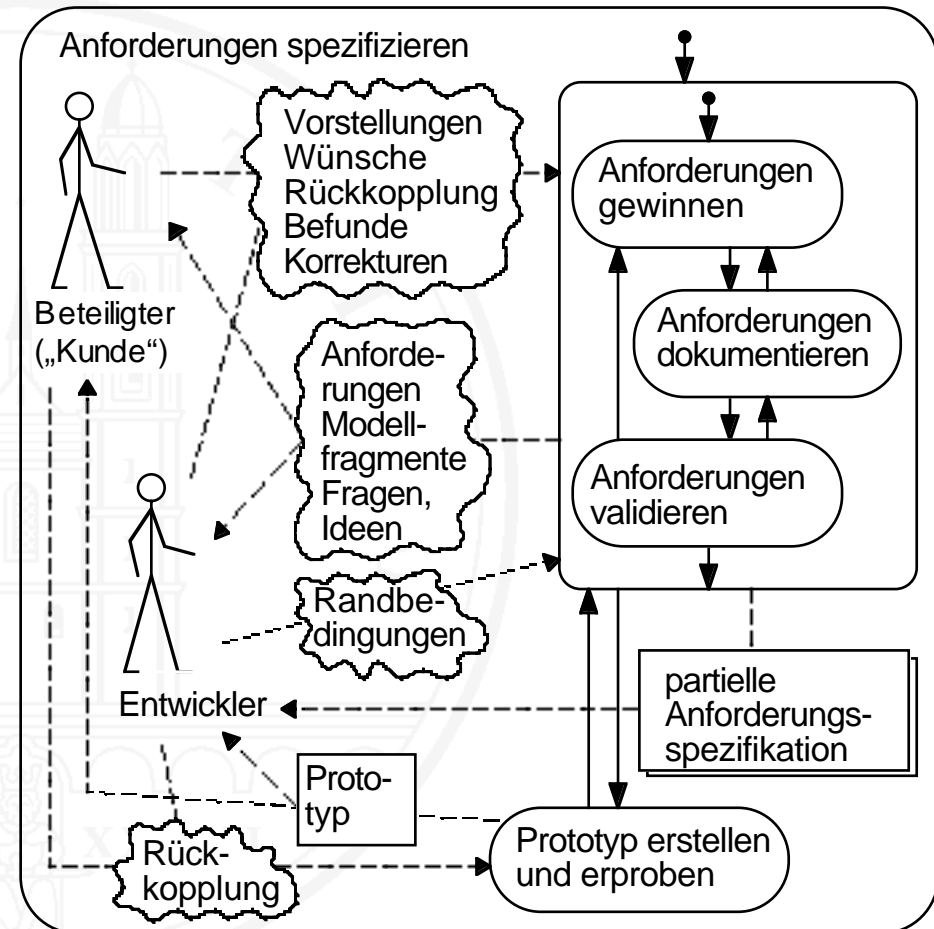 Anforderungen spezifizieren
Vorstellungen
Wünsche
Rückkopplung
Befunde
Korrekturen
Anforderungen
gewinnen
Beteiligter
(„Kunde“)
Anforde-
rungen
Modell-
fragmente
Fragen,
Ideen
Anforderungen
dokumentieren
Anforderungen
validieren
Randbe-
dingungen
Entwickler
partielle
Anforderungs-
spezifikation
Proto-
typ
Rück-
kopplung
Prototyp erstellen
und erproben